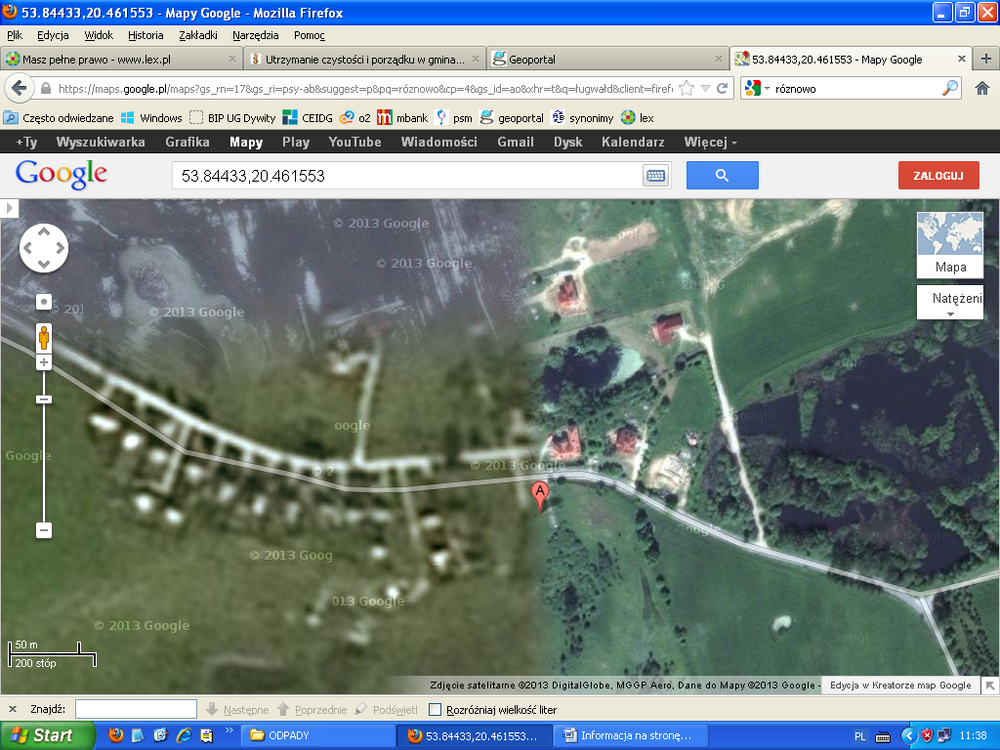 53.84433,20.461553 - Mapy Google - Mozilla Firefox
Plik Edycja Widok Historia Zakładki Narzędzia Pomoc
Masz pełne prawo - www.lex.pl
Utrzymanie czystości i porządku w gmina...
Geoportal
53.84433,20.461553 - Mapy Google
https://maps.google.pl/maps?gs_rn=17&gs_ri=psy-ab&suggest=p&pq=róznowo&cp=4&gs_id=ao&xhr=t&q=ługwałd&client=firef
róznowo
Często odwiedzane Windows BIP UG Dywity CEIDG o2 mbank psm geoportal synonimy lex
+Ty Wyszukiwarka Grafika Mapy Play YouTube Wiadomości Gmail Dysk Kalendarz Więcej
Google
53.84433,20.461553
ZALOGUJ
© 2013 Google
© 2013 Google
© 2013 Google
Mapa
Natężeni
© 201
oogle
Google
© 2013 Google
© 2
A
© 2013 Goog
013 Google
© 2013 Google
50 m
200 stóp
Zdjęcie satelitarne ©2013 DigitalGlobe, MGGP Aero, Dane do Mapy ©2013 Google -
Edycja w Kreatorze map Google
Znajdź: Następne Poprzednie Podświetl Rozróżniaj wielkość liter
Start
ODPADY
53.84433,20.461553...
Informacja na stronę...
PL
11:38